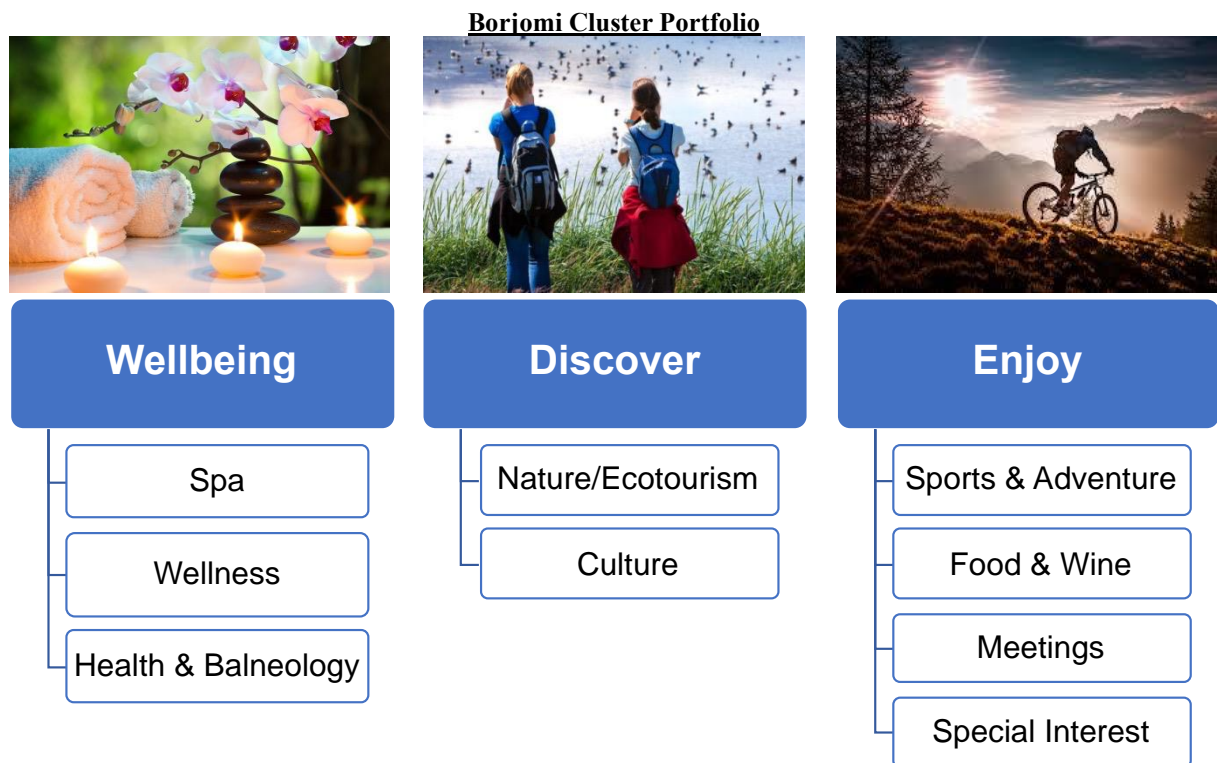 Borjomi Cluster Portfolio
Wellbeing
Spa
Wellness
Health & Balneology
Discover
Nature/Ecotourism
Culture
Enjoy
Sports & Adventure
Food & Wine
Meetings
Special Interest